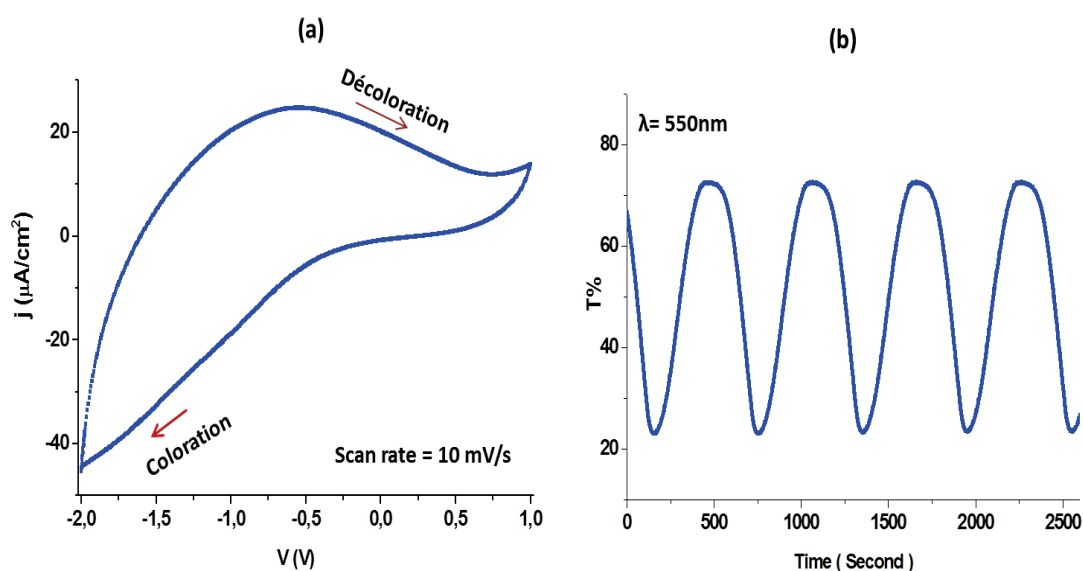 (a)
Décoloration
Coloration
Scan rate = 10 mV/s
j (µA/cm²)
20
0
-20
-40
-2,0 -1,5 -1,0 -0,5 0,0 0,5 1,0
V (V)
(b)
λ= 550nm
T%
80
60
40
20
0 500 1000 1500 2000 2500
Time ( Second )